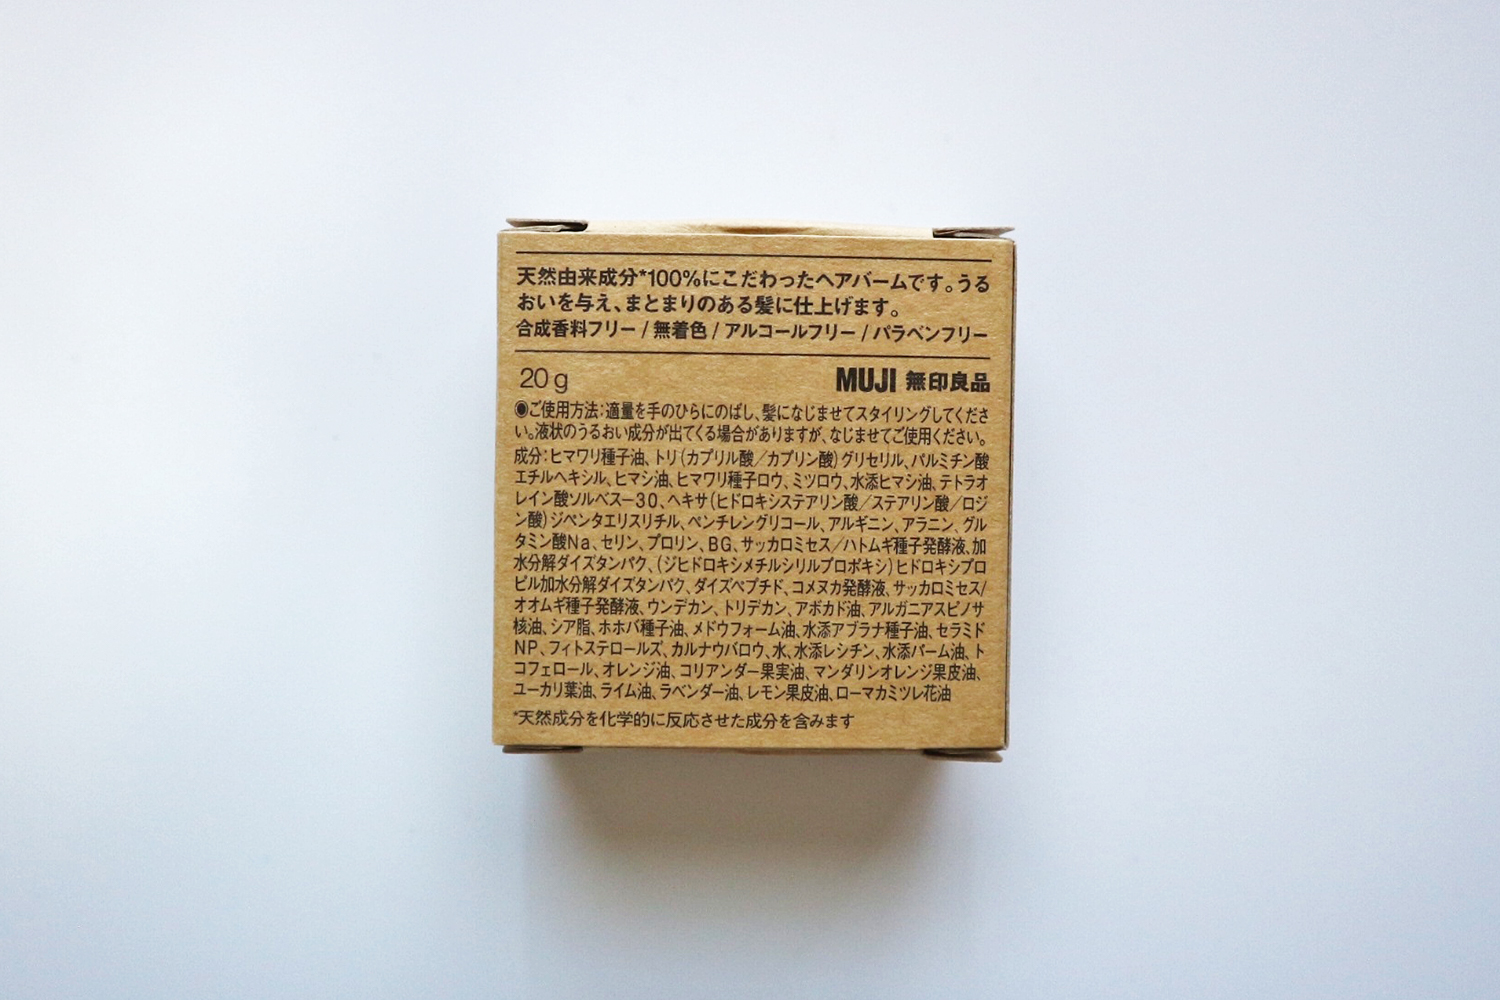 天然由来成分*100%にこだわったヘアバームです。うる
おいを与え、まとまりのある髪に仕上げます。
合成香料フリー / 無着色 / アルコールフリー / パラベンフリー
20g
MUJI 無印良品
◉ご使用方法:適量を手のひらにのばし、髪になじませてスタイリングしてくださ
い。液状のうるおい成分が出てくる場合がありますが、なじませてご使用ください。
成分:ヒマワリ種子油、トリ(カプリル酸/カプリン酸)グリセリル、パルミチン酸
エチルヘキシル、ヒマシ油、ヒマワリ種子ロウ、ミツロウ、水添ヒマシ油、テトラオ
レイン酸ソルベス-30、ヘキサ(ヒドロキシステアリン酸/ステアリン酸/ロジ
ン酸)ジペンタエリスリチル、ペンチレングリコール、アルギニン、アラニン、グル
タミン酸Na、セリン、プロリン、BG、サッカロミセス/ハトムギ種子発酵液、加
水分解ダイズタンパク、(ジヒドロキシメチルシリルプロポキシ)ヒドロキシプロ
ピル加水分解ダイズタンパク、ダイズペプチド、コメヌカ発酵液、サッカロミセス/
オオムギ種子発酵液、ウンデカン、トリデカン、アボカド油、アルガニアスピノサ
核油、シア脂、ホホバ種子油、メドウフォーム油、水添アブラナ種子油、セラミド
NP、フィトステロールズ、カルナウバロウ、水、水添レシチン、水添パーム油、ト
コフェロール、オレンジ油、コリアンダー果実油、マンダリンオレンジ果皮油、
ユーカリ葉油、ライム油、ラベンダー油、レモン果皮油、ローマカミツレ花油
*天然成分を化学的に反応させた成分を含みます